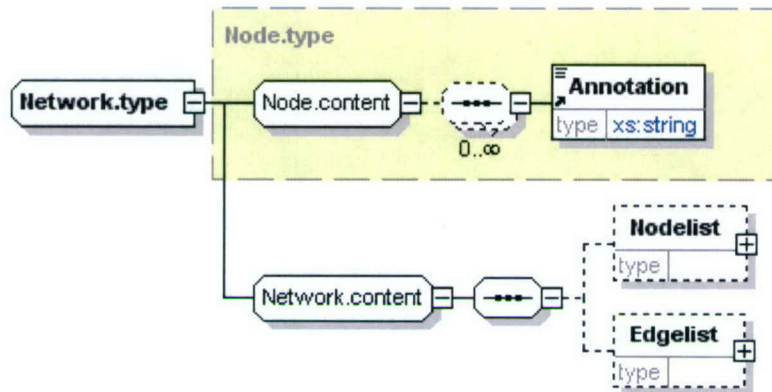 Node.type
Network.type
Node.content
Annotation
type xs:string
0..∞
Network.content
Nodelist
type
Edgelist
type